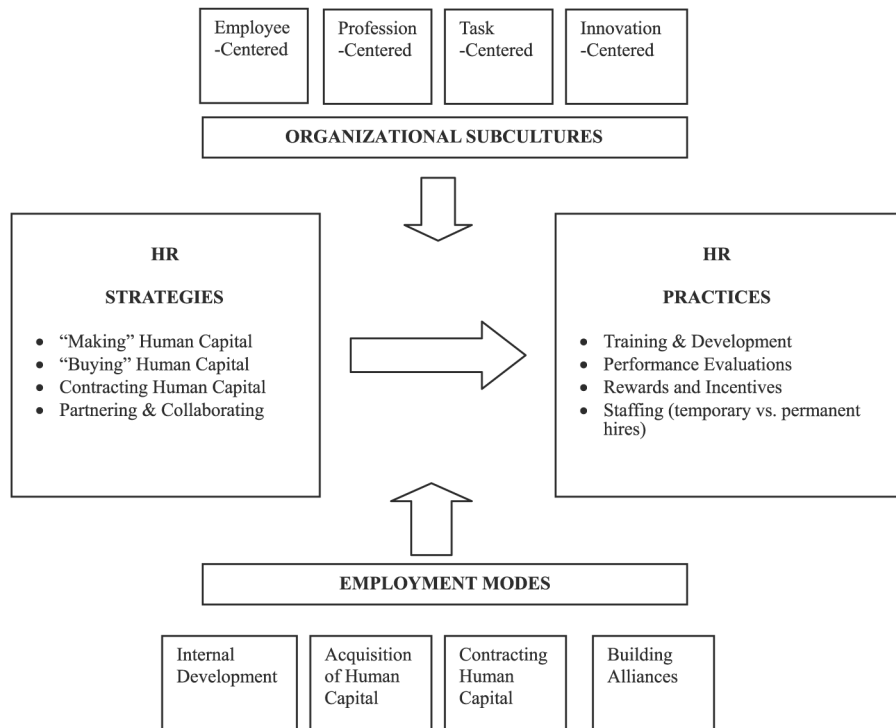 Employee
-Centered
Profession
-Centered
Task
-Centered
Innovation
-Centered
ORGANIZATIONAL SUBCULTURES
HR
STRATEGIES
• “Making” Human Capital
• “Buying” Human Capital
• Contracting Human Capital
• Partnering & Collaborating
HR
PRACTICES
• Training & Development
• Performance Evaluations
• Rewards and Incentives
• Staffing (temporary vs. permanent
hires)
EMPLOYMENT MODES
Internal
Development
Acquisition
of Human
Capital
Contracting
Human
Capital
Building
Alliances